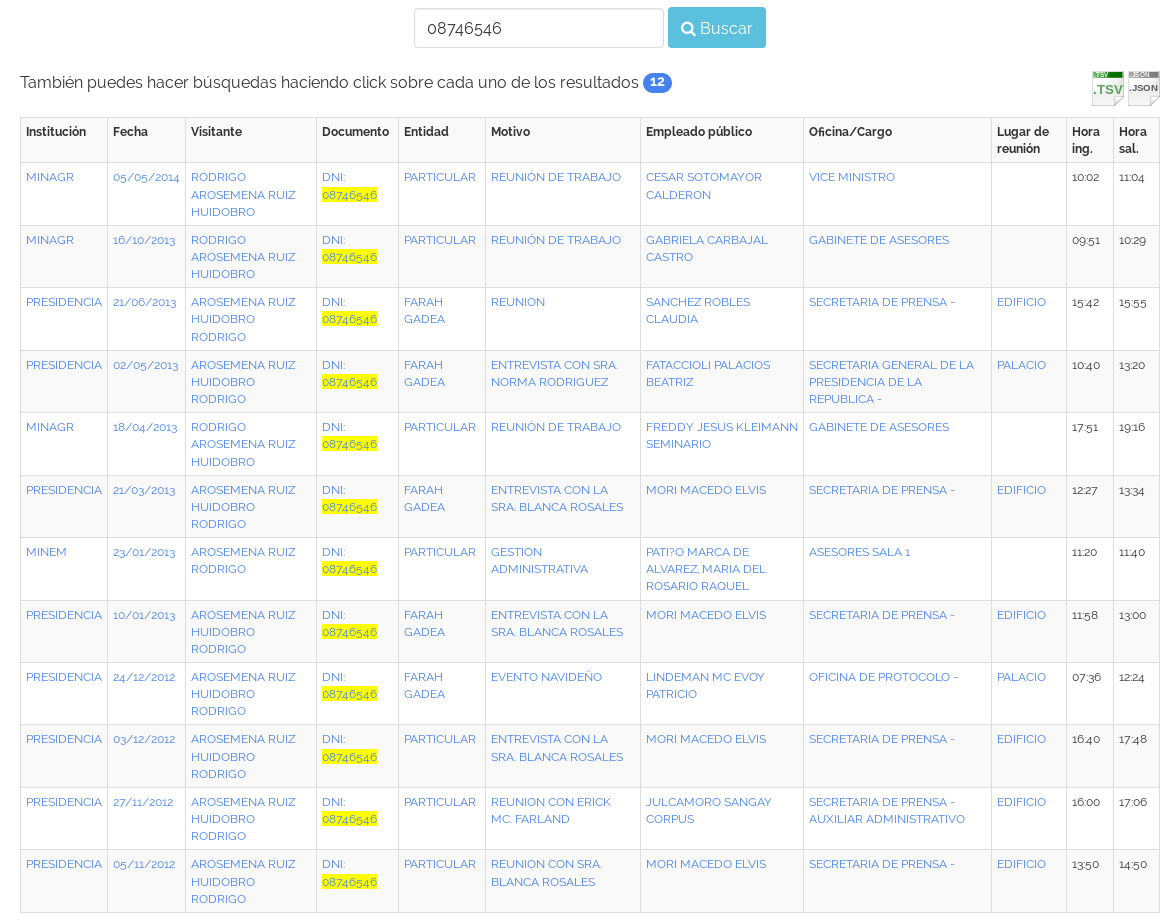 08746546
Buscar
También puedes hacer búsquedas haciendo click sobre cada uno de los resultados 12
.TSV
.TSV
.JSON
.JSON
Institución Fecha Visitante Documento Entidad Motivo Empleado público Oficina/Cargo Lugar de Hora Hora
reunión ing. sal.
MINAGR 05/05/2014 RODRIGO DNI: PARTICULAR REUNIÓN DE TRABAJO CESAR SOTOMAYOR VICE MINISTRO 10:02 11:04
AROSEMENA RUIZ 08746546 CALDERON
HUIDOBRO
MINAGR 16/10/2013 RODRIGO DNI: PARTICULAR REUNIÓN DE TRABAJO GABRIELA CARBAJAL GABINETE DE ASESORES 09:51 10:29
AROSEMENA RUIZ 08746546 CASTRO
HUIDOBRO
PRESIDENCIA 21/06/2013 AROSEMENA RUIZ DNI: FARAH REUNION SANCHEZ ROBLES SECRETARIA DE PRENSA - EDIFICIO 15:42 15:55
HUIDOBRO 08746546 GADEA CLAUDIA
RODRIGO
PRESIDENCIA 02/05/2013 AROSEMENA RUIZ DNI: FARAH ENTREVISTA CON SRA. FATACCIOLI PALACIOS SECRETARIA GENERAL DE LA PALACIO 10:40 13:20
HUIDOBRO 08746546 GADEA NORMA RODRIGUEZ BEATRIZ PRESIDENCIA DE LA
RODRIGO REPUBLICA -
MINAGR 18/04/2013 RODRIGO DNI: PARTICULAR REUNIÓN DE TRABAJO FREDDY JESUS KLEIMANN GABINETE DE ASESORES 17:51 19:16
AROSEMENA RUIZ 08746546 SEMINARIO
HUIDOBRO
PRESIDENCIA 21/03/2013 AROSEMENA RUIZ DNI: FARAH ENTREVISTA CON LA MORI MACEDO ELVIS SECRETARIA DE PRENSA - EDIFICIO 12:27 13:34
HUIDOBRO 08746546 GADEA SRA. BLANCA ROSALES
RODRIGO
MINEM 23/01/2013 AROSEMENA RUIZ DNI: PARTICULAR GESTION PATI?O MARCA DE ASESORES SALA 1 11:20 11:40
RODRIGO 08746546 ADMINISTRATIVA ALVAREZ, MARIA DEL
ROSARIO RAQUEL
PRESIDENCIA 10/01/2013 AROSEMENA RUIZ DNI: FARAH ENTREVISTA CON LA MORI MACEDO ELVIS SECRETARIA DE PRENSA - EDIFICIO 11:58 13:00
HUIDOBRO 08746546 GADEA SRA. BLANCA ROSALES
RODRIGO
PRESIDENCIA 24/12/2012 AROSEMENA RUIZ DNI: FARAH EVENTO NAVIDEÑO LINDEMAN MC EVOY OFICINA DE PROTOCOLO - PALACIO 07:36 12:24
HUIDOBRO 08746546 GADEA PATRICIO
RODRIGO
PRESIDENCIA 03/12/2012 AROSEMENA RUIZ DNI: PARTICULAR ENTREVISTA CON LA MORI MACEDO ELVIS SECRETARIA DE PRENSA - EDIFICIO 16:40 17:48
HUIDOBRO 08746546 SRA. BLANCA ROSALES
RODRIGO
PRESIDENCIA 27/11/2012 AROSEMENA RUIZ DNI: PARTICULAR REUNION CON ERICK JULCAMORO SANGAY SECRETARIA DE PRENSA - EDIFICIO 16:00 17:06
HUIDOBRO 08746546 MC. FARLAND CORPUS AUXILIAR ADMINISTRATIVO
RODRIGO
PRESIDENCIA 05/11/2012 AROSEMENA RUIZ DNI: PARTICULAR REUNION CON SRA. MORI MACEDO ELVIS SECRETARIA DE PRENSA - EDIFICIO 13:50 14:50
HUIDOBRO 08746546 BLANCA ROSALES
RODRIGO